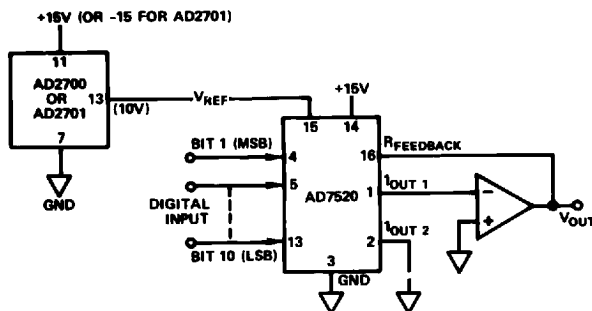 +15V (OR -15 FOR AD2701)
11
AD2700
OR
AD2701
13
(10V)
7
GND
VREF
+15V
15
14
RFEEDBACK
16
BIT 1 (MSB)
4
5
DIGITAL
INPUT
AD7520
1
IOUT 1
2
IOUT 2
13
BIT 10 (LSB)
3
GND
−
+
VOUT